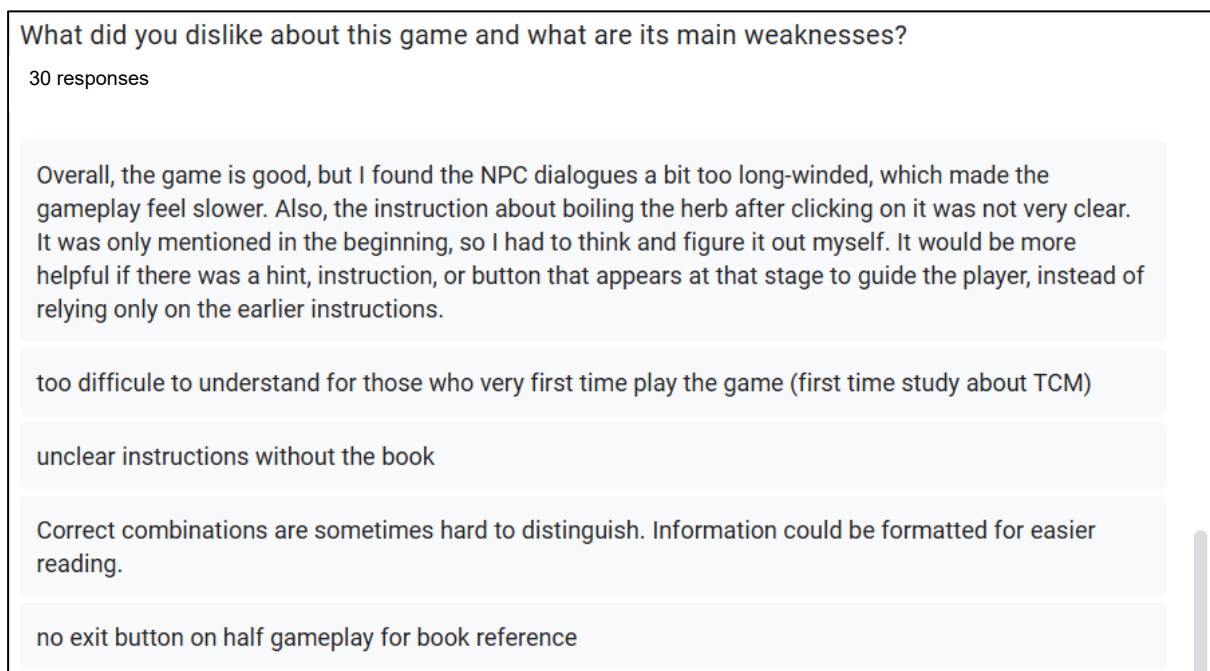 What did you dislike about this game and what are its main weaknesses?
30 responses
Overall, the game is good, but I found the NPC dialogues a bit too long-winded, which made the
gameplay feel slower. Also, the instruction about boiling the herb after clicking on it was not very clear.
It was only mentioned in the beginning, so I had to think and figure it out myself. It would be more
helpful if there was a hint, instruction, or button that appears at that stage to guide the player, instead of
relying only on the earlier instructions.
too difficule to understand for those who very first time play the game (first time study about TCM)
unclear instructions without the book
Correct combinations are sometimes hard to distinguish. Information could be formatted for easier
reading.
no exit button on half gameplay for book reference